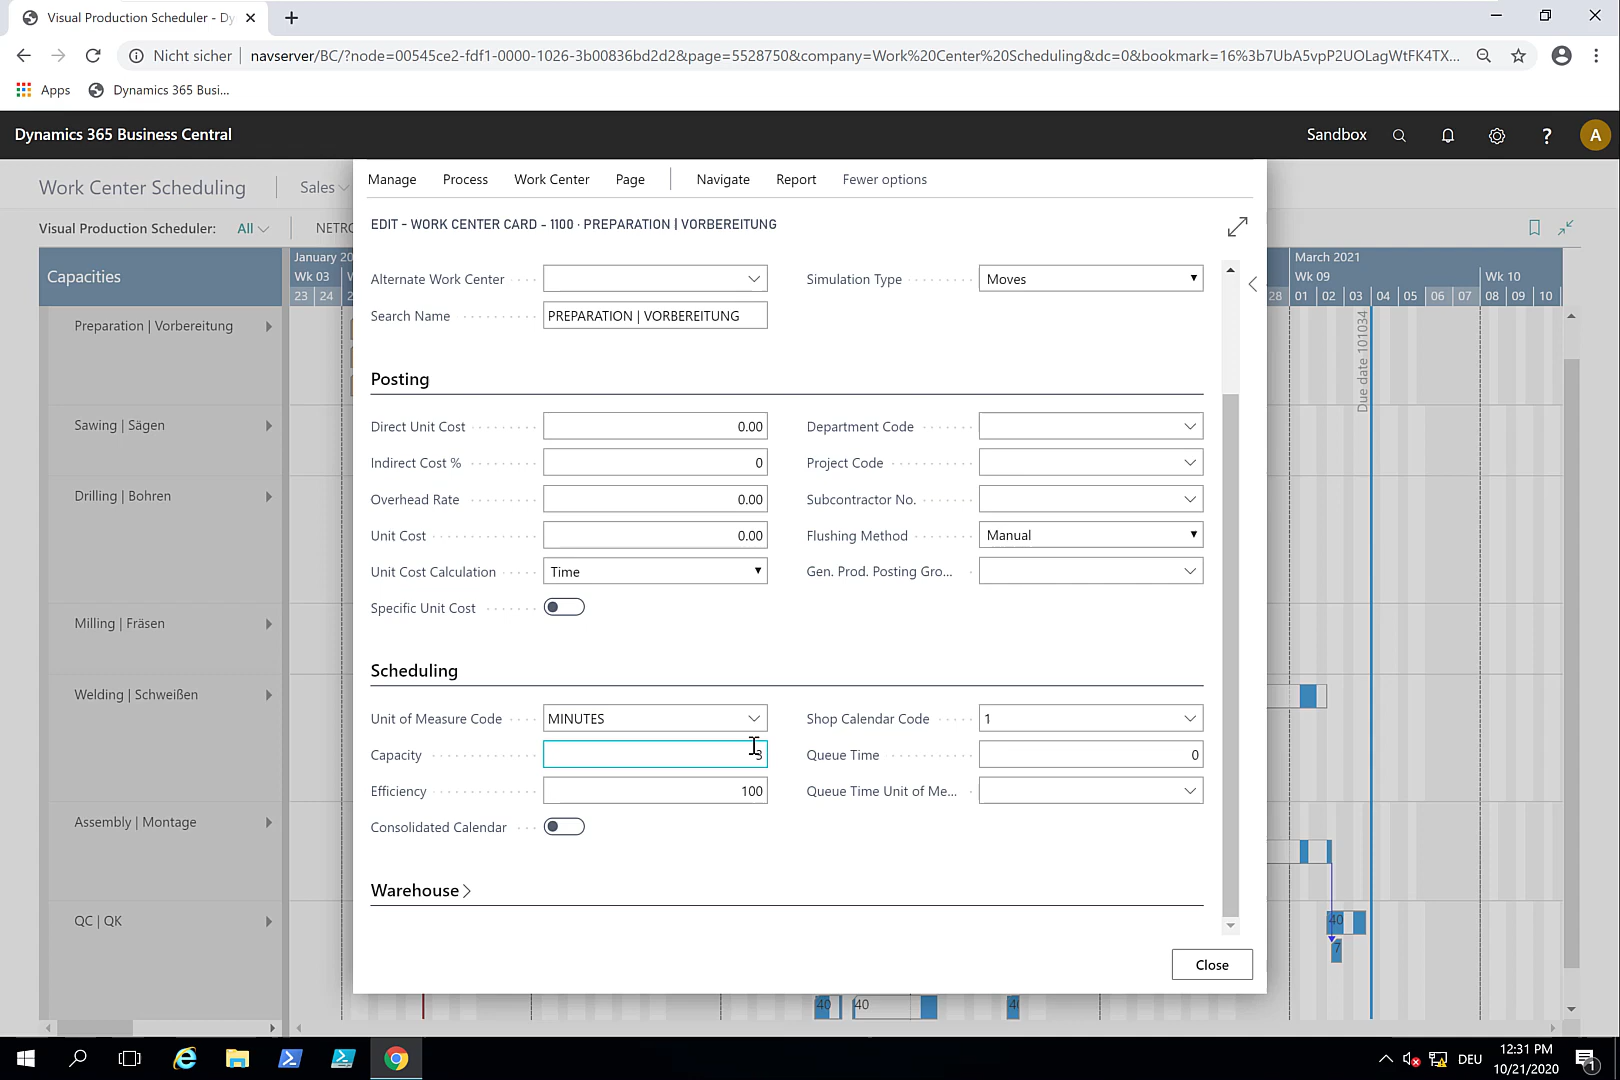 Visual Production Scheduler - Dy
Nicht sicher
navserver/BC/?node=00545ce2-fdf1-0000-1026-3b00836bd2d2&page=5528750&company=Work%20Center%20Scheduling&dc=0&bookmark=16%3b7UbA5vpP2UOLagWtFK4TX...
Apps
Dynamics 365 Busi...
Dynamics 365 Business Central
Sandbox
?
A
Work Center Scheduling
Sales
Visual Production Scheduler:
All
NETRO
Manage
Process
Work Center
Page
Navigate
Report
Fewer options
EDIT - WORK CENTER CARD - 1100 · PREPARATION | VORBEREITUNG
Capacities
January 20
Wk 03
23 24 2
March 2021
Wk 09
Wk 10
28 01 02 03 04 05 06 07 08 09 10
Due date 101034
Preparation | Vorbereitung
Sawing | Sägen
Drilling | Bohren
Milling | Fräsen
Welding | Schweißen
Assembly | Montage
QC | QK
Alternate Work Center
Simulation Type
Moves
Search Name
PREPARATION | VORBEREITUNG
Posting
Direct Unit Cost
0.00
Department Code
Indirect Cost %
0
Project Code
Overhead Rate
0.00
Subcontractor No.
Unit Cost
0.00
Flushing Method
Manual
Unit Cost Calculation
Time
Gen. Prod. Posting Gro...
Specific Unit Cost
Scheduling
Unit of Measure Code
MINUTES
Shop Calendar Code
1
Capacity
3
Queue Time
0
Efficiency
100
Queue Time Unit of Me...
Consolidated Calendar
Warehouse
Close
40
7
40
40
4
DEU
12:31 PM
10/21/2020
1